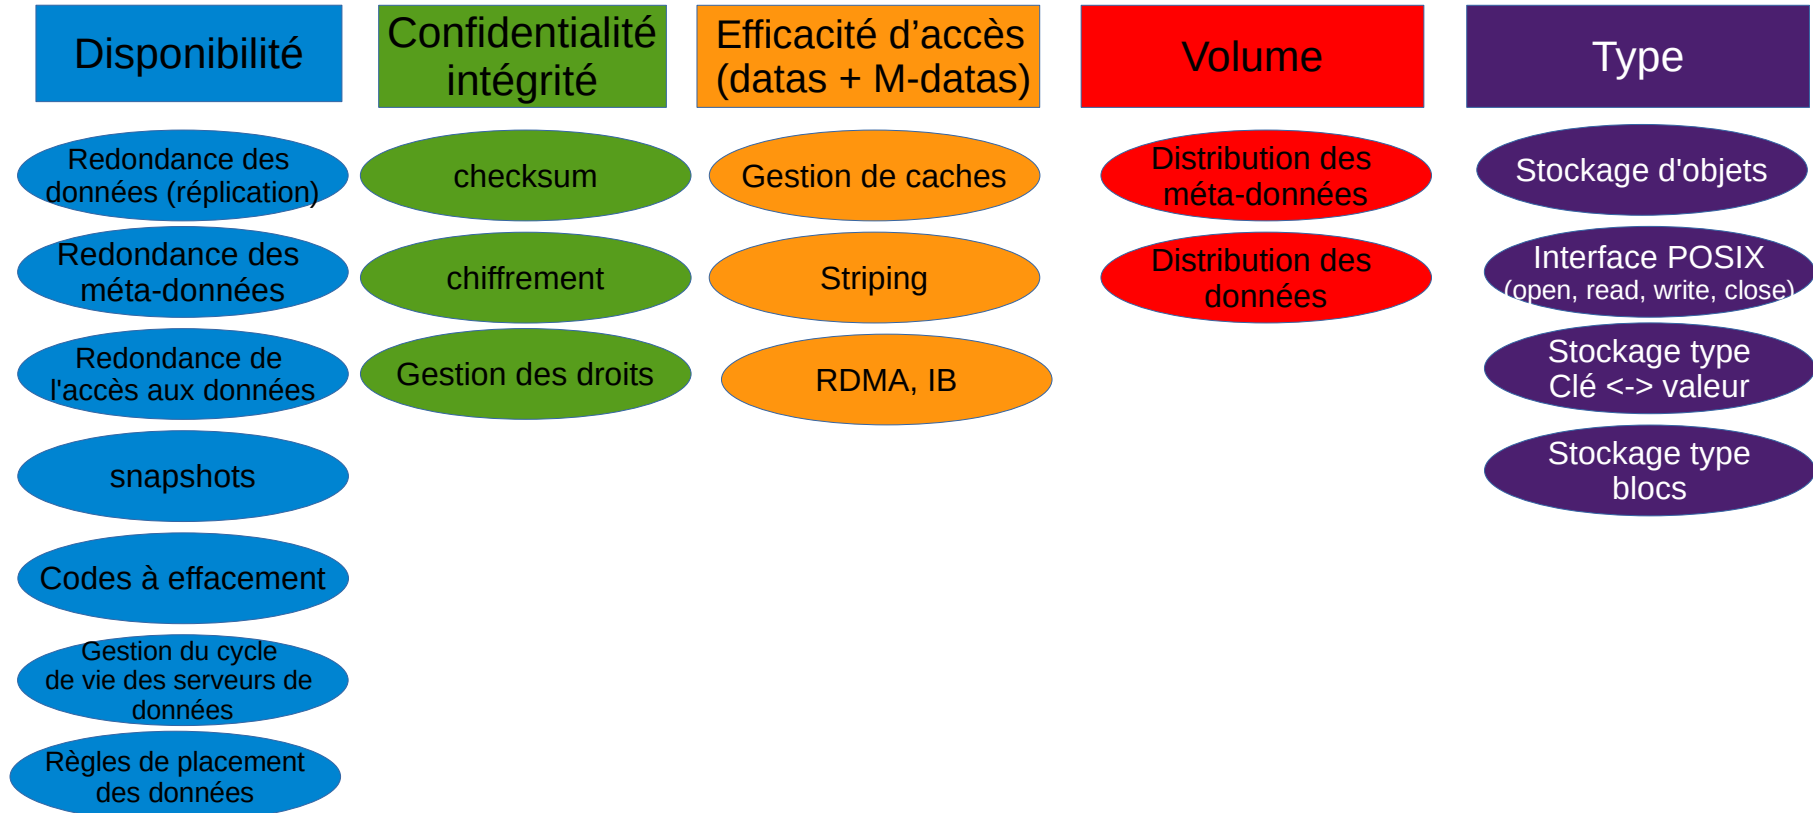 Disponibilité
Confidentialité
intégrité
Efficacité d’accès
(datas + M-datas)
Volume
Type
Redondance des
données (réplication)
Redondance des
méta-données
Redondance de
l'accès aux données
snapshots
Codes à effacement
Gestion du cycle
de vie des serveurs de
données
Règles de placement
des données
checksum
chiffrement
Gestion des droits
Gestion de caches
Striping
RDMA, IB
Distribution des
méta-données
Distribution des
données
Stockage d'objets
Interface POSIX
(open, read, write, close)
Stockage type
Clé <-> valeur
Stockage type
blocs